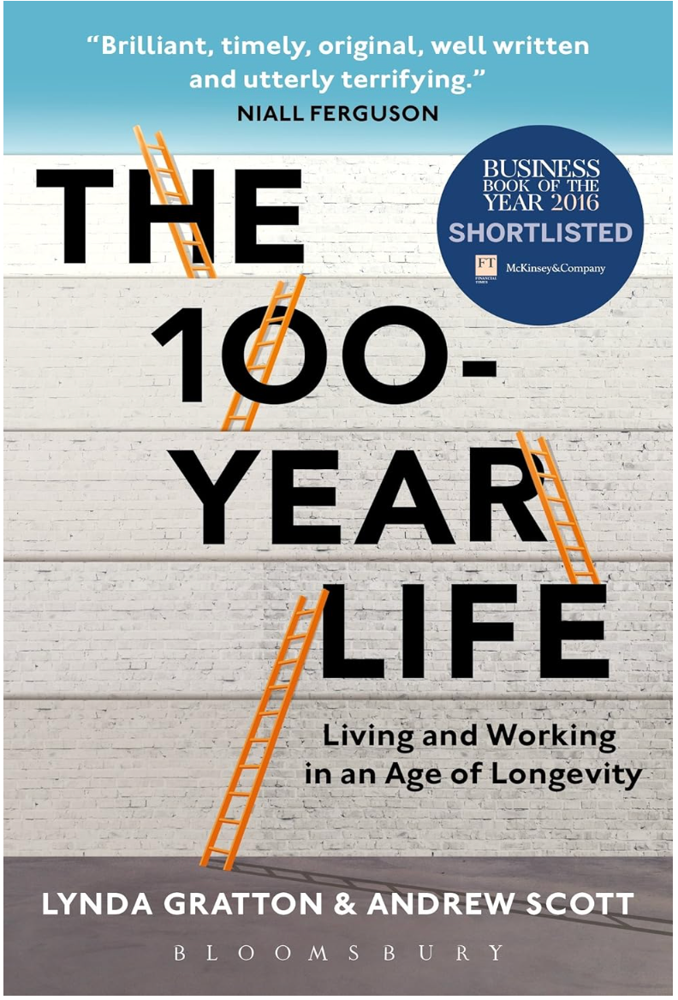 “Brilliant, timely, original, well written
and utterly terrifying.”
NIALL FERGUSON
BUSINESS
BOOK OF THE
YEAR 2016
SHORTLISTED
FT
FINANCIAL
TIMES
McKinsey&Company
THE
100-
YEAR
LIFE
Living and Working
in an Age of Longevity
LYNDA GRATTON & ANDREW SCOTT
BLOOMSBURY